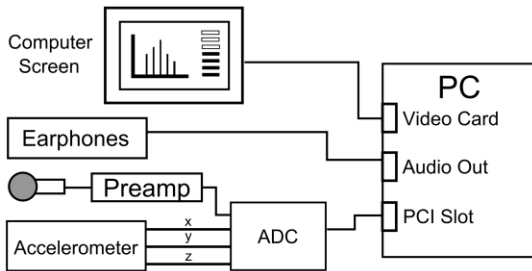 Computer
Screen
PC
Video Card
Earphones
Audio Out
Preamp
PCI Slot
x
y
z
ADC
Accelerometer